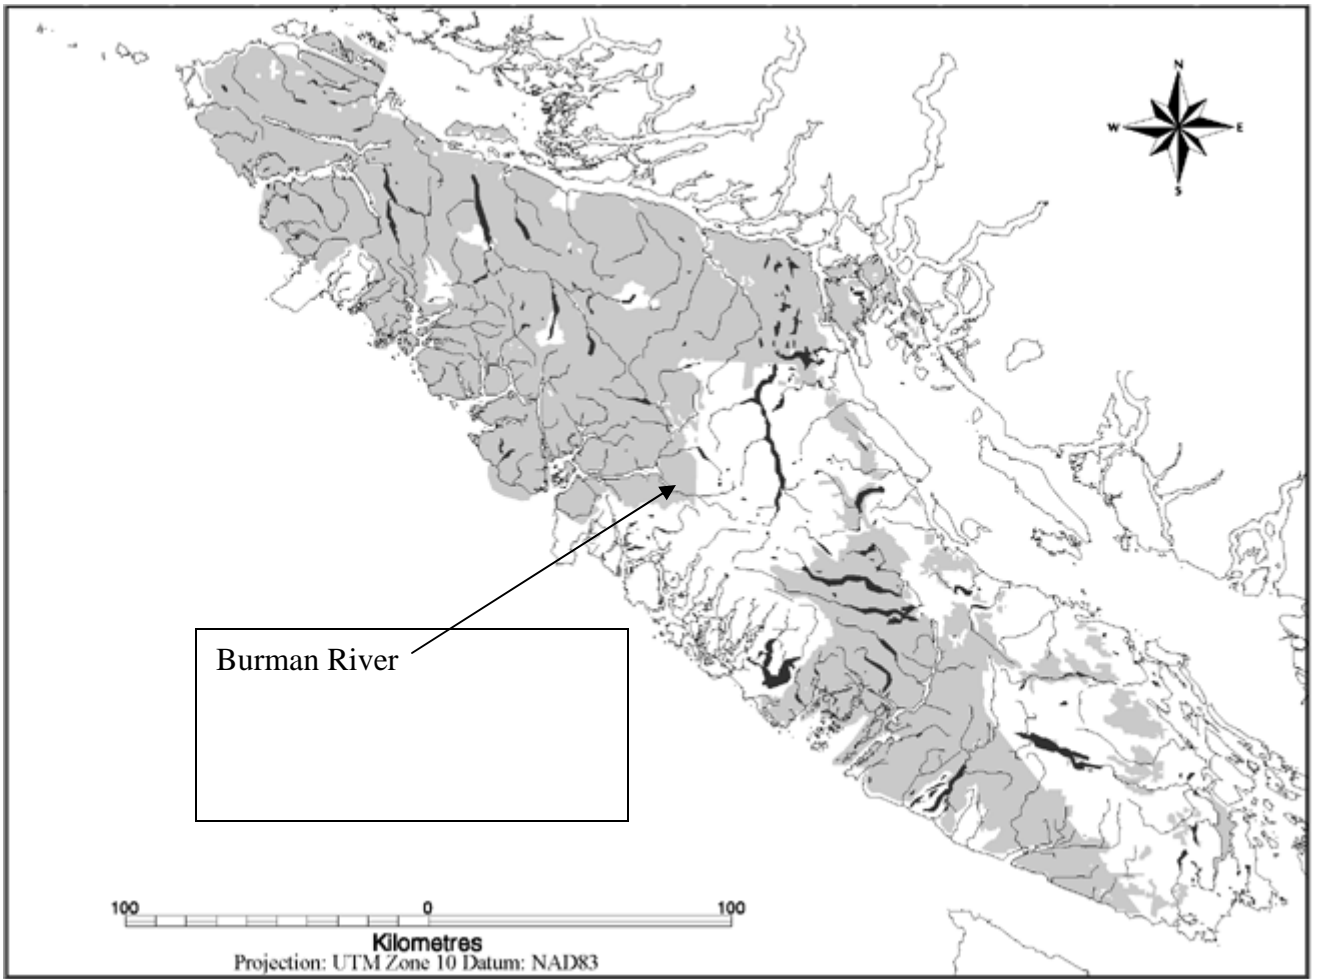 N
W E
S
Burman River
100 0 100
Kilometres
Projection: UTM Zone 10 Datum: NAD83